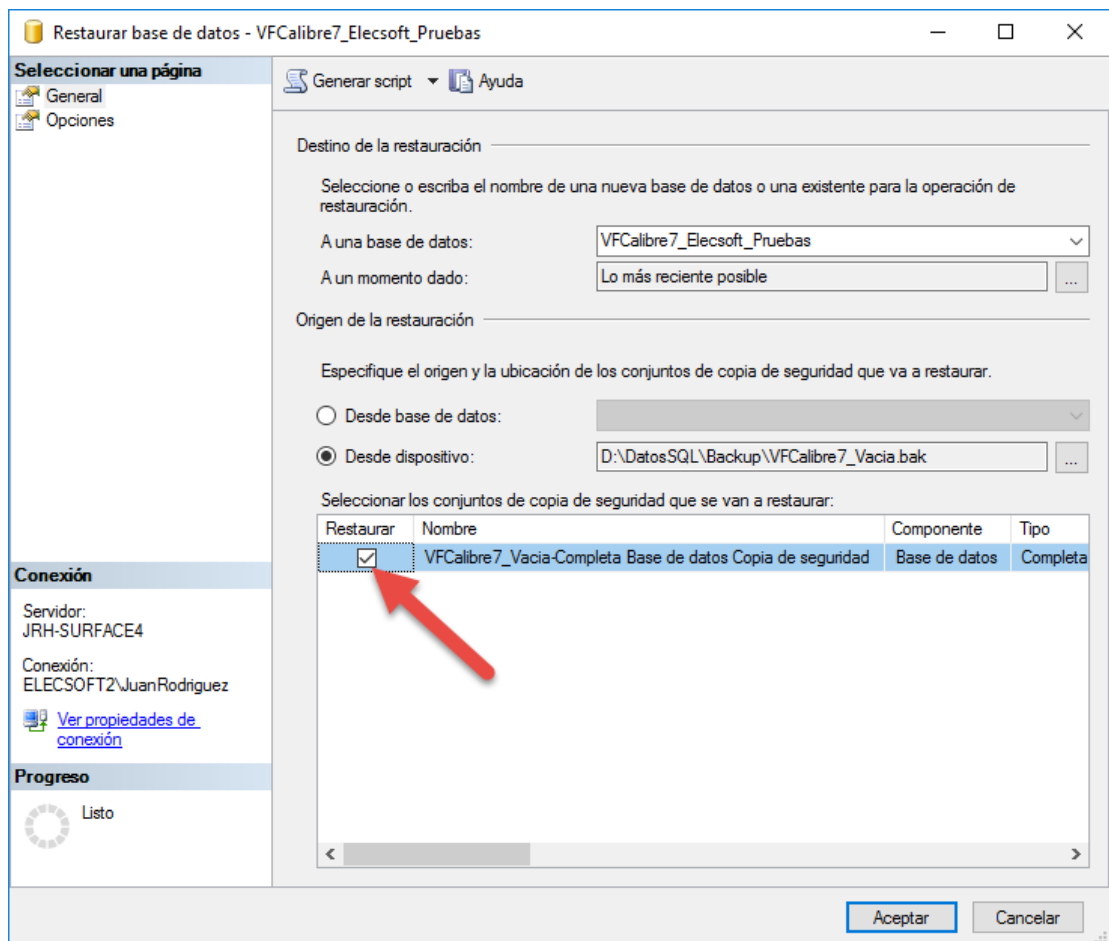 Restaurar base de datos - VFCalibre7_Elecsoft_Pruebas
Seleccionar una página
General
Opciones
Generar script
Ayuda
Destino de la restauración
Seleccione o escriba el nombre de una nueva base de datos o una existente para la operación de
restauración.
A una base de datos:
VFCalibre7_Elecsoft_Pruebas
A un momento dado:
Lo más reciente posible
...
Origen de la restauración
Especifique el origen y la ubicación de los conjuntos de copia de seguridad que va a restaurar.
Desde base de datos:
Desde dispositivo:
D:\DatosSQL\Backup\VFCalibre7_Vacia.bak
...
Seleccionar los conjuntos de copia de seguridad que se van a restaurar:
Restaurar Nombre Componente Tipo
VFCalibre7_Vacia-Completa Base de datos Copia de seguridad Base de datos Completa
Conexión
Servidor:
JRH-SURFACE4
Conexión:
ELECSOFT2\JuanRodriguez
Ver propiedades de
conexión
Progreso
Listo
Aceptar
Cancelar